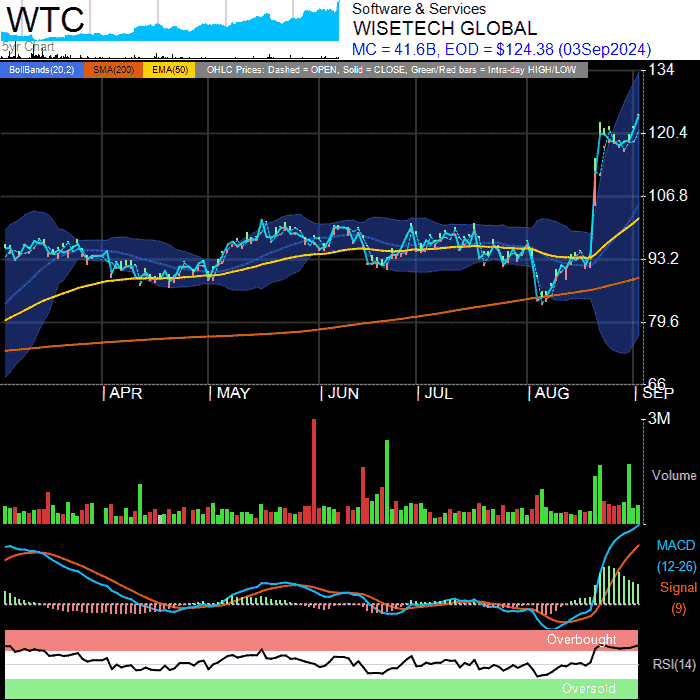 WTC
5yr Chart
Software & Services
WISETECH GLOBAL
MC = 41.6B, EOD = $124.38 (03Sep2024)
BollBands(20,2) SMA(200) EMA(50) OHLC Prices: Dashed = OPEN, Solid = CLOSE, Green/Red bars = Intra-day HIGH/LOW
134
120.4
106.8
93.2
79.6
66
APR MAY JUN JUL AUG SEP
3M
Volume
MACD
(12-26)
Signal
(9)
Overbought
RSI(14)
Oversold